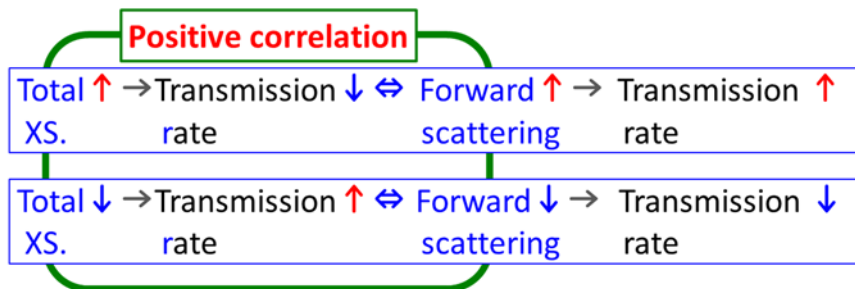 Positive correlation
Total ↑ → Transmission ↓ ⇔ Forward ↑ → Transmission ↑
XS. rate scattering rate
Total ↓ → Transmission ↑ ⇔ Forward ↓ → Transmission ↓
XS. rate scattering rate